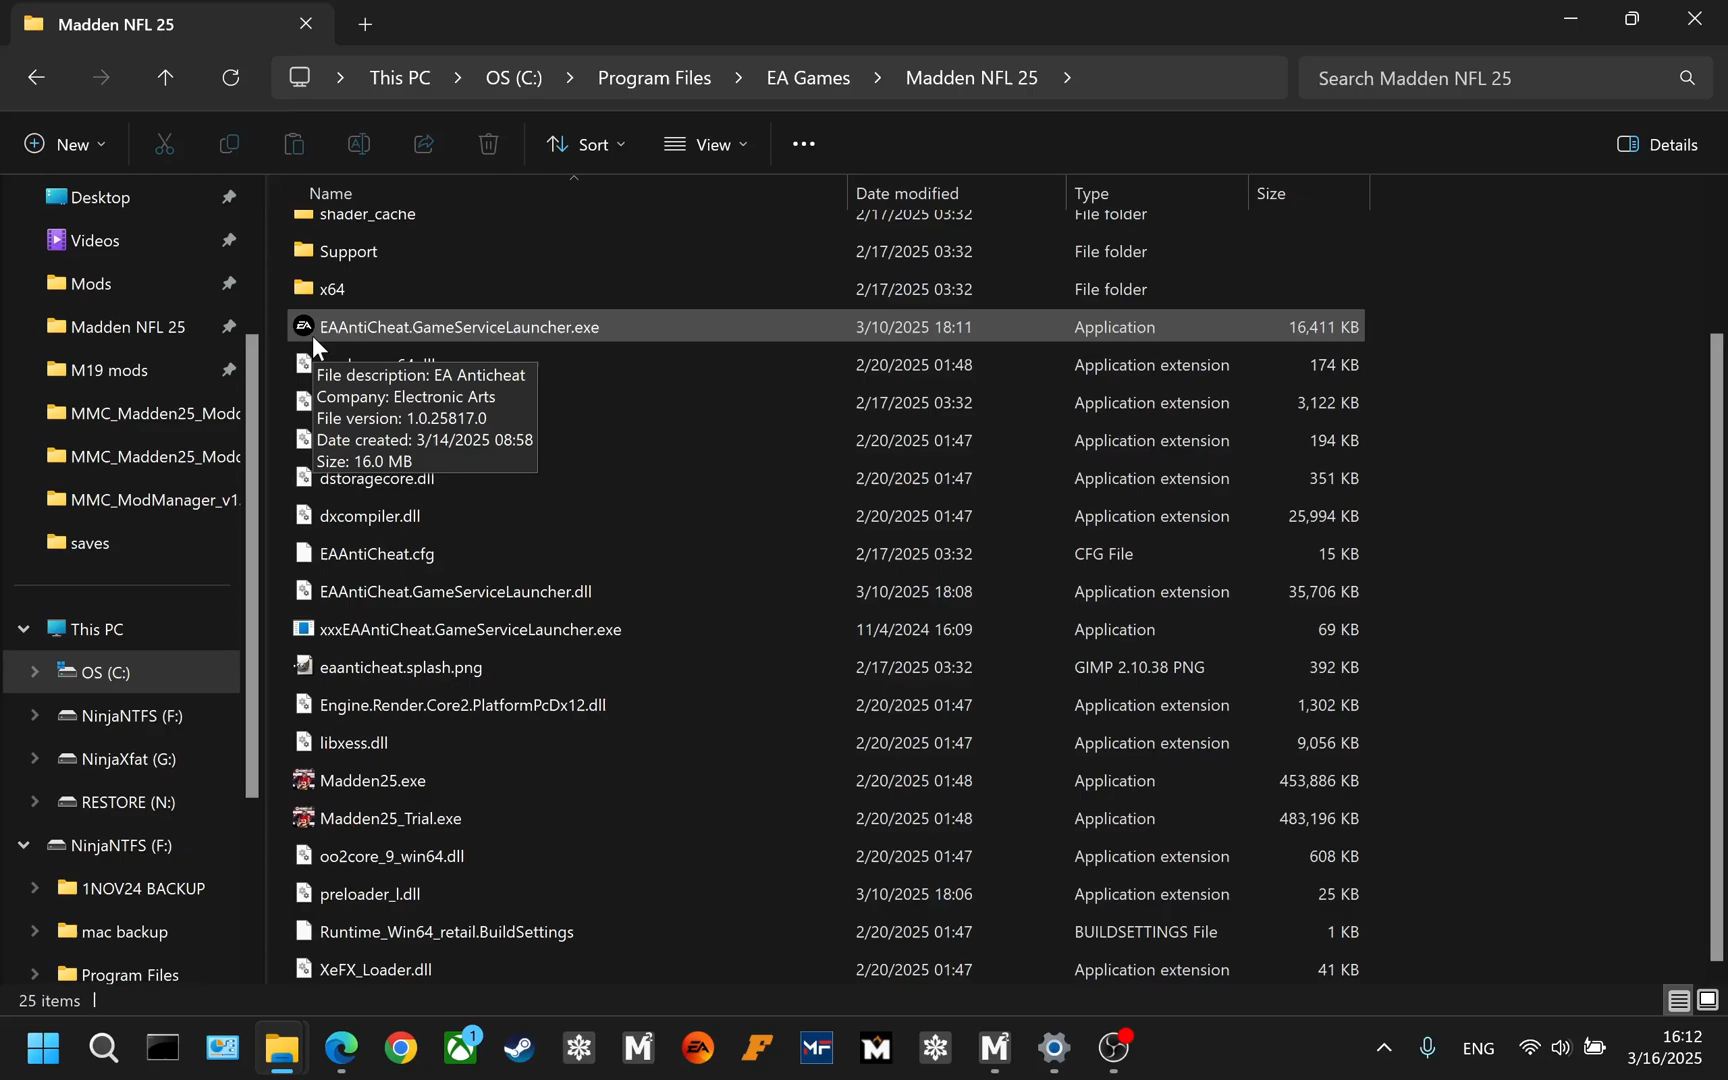 Madden NFL 25
This PC > OS (C:) > Program Files > EA Games > Madden NFL 25 >
Search Madden NFL 25
New
Sort
View
Details
Name
Date modified
Type
Size
Desktop
Videos
Mods
Madden NFL 25
M19 mods
MMC_Madden25_Modc
MMC_Madden25_Modc
MMC_ModManager_v1.
saves
This PC
OS (C:)
NinjaNTFS (F:)
NinjaXfat (G:)
RESTORE (N:)
NinjaNTFS (F:)
1NOV24 BACKUP
mac backup
Program Files
shader_cache 2/17/2025 03:32 File folder
Support 2/17/2025 03:32 File folder
x64 2/17/2025 03:32 File folder
EAAntiCheat.GameServiceLauncher.exe 3/10/2025 18:11 Application 16,411 KB
2/20/2025 01:48 Application extension 174 KB
2/17/2025 03:32 Application extension 3,122 KB
2/20/2025 01:47 Application extension 194 KB
File description: EA Anticheat
Company: Electronic Arts
File version: 1.0.25817.0
Date created: 3/14/2025 08:58
Size: 16.0 MB
dstoragecore.dll 2/20/2025 01:47 Application extension 351 KB
dxcompiler.dll 2/20/2025 01:47 Application extension 25,994 KB
EAAntiCheat.cfg 2/17/2025 03:32 CFG File 15 KB
EAAntiCheat.GameServiceLauncher.dll 3/10/2025 18:08 Application extension 35,706 KB
xxxEAAntiCheat.GameServiceLauncher.exe 11/4/2024 16:09 Application 69 KB
eaanticheat.splash.png 2/17/2025 03:32 GIMP 2.10.38 PNG 392 KB
Engine.Render.Core2.PlatformPcDx12.dll 2/20/2025 01:47 Application extension 1,302 KB
libxess.dll 2/20/2025 01:47 Application extension 9,056 KB
Madden25.exe 2/20/2025 01:48 Application 453,886 KB
Madden25_Trial.exe 2/20/2025 01:48 Application 483,196 KB
oo2core_9_win64.dll 2/20/2025 01:47 Application extension 608 KB
preloader_l.dll 3/10/2025 18:06 Application extension 25 KB
Runtime_Win64_retail.BuildSettings 2/20/2025 01:47 BUILDSETTINGS File 1 KB
XeFX_Loader.dll 2/20/2025 01:47 Application extension 41 KB
25 items
1
EA
MF
ENG
16:12
3/16/2025